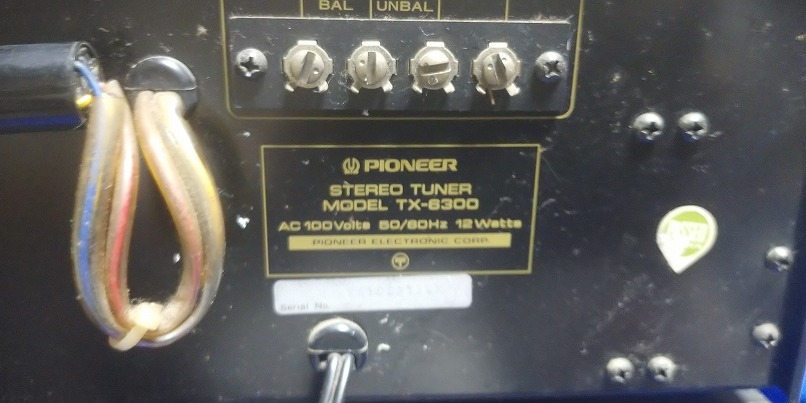 BAL UNBAL
PIONEER
STEREO TUNER
MODEL TX-6300
AC 100Volts 50/60Hz 12Watts
PIONEER ELECTRONIC CORP.
Serial No.